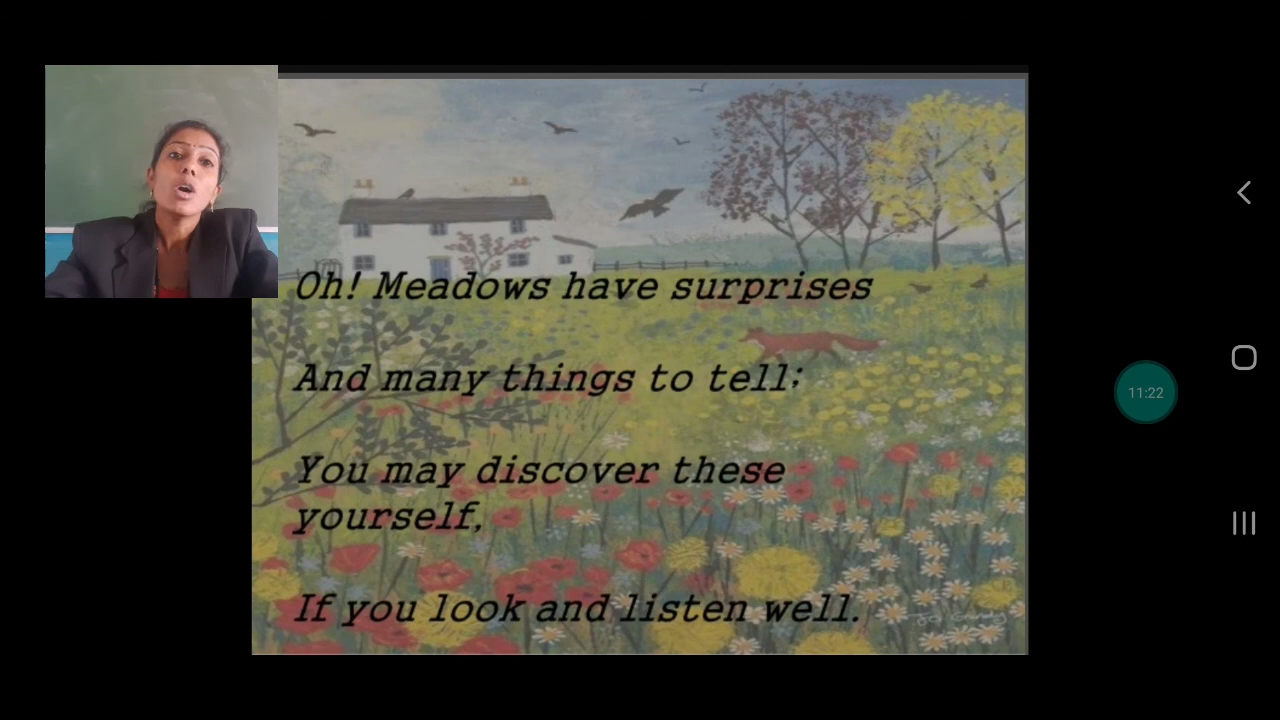 Oh! Meadows have surprises
And many things to tell;
You may discover these
yourself,
If you look and listen well.
11:22